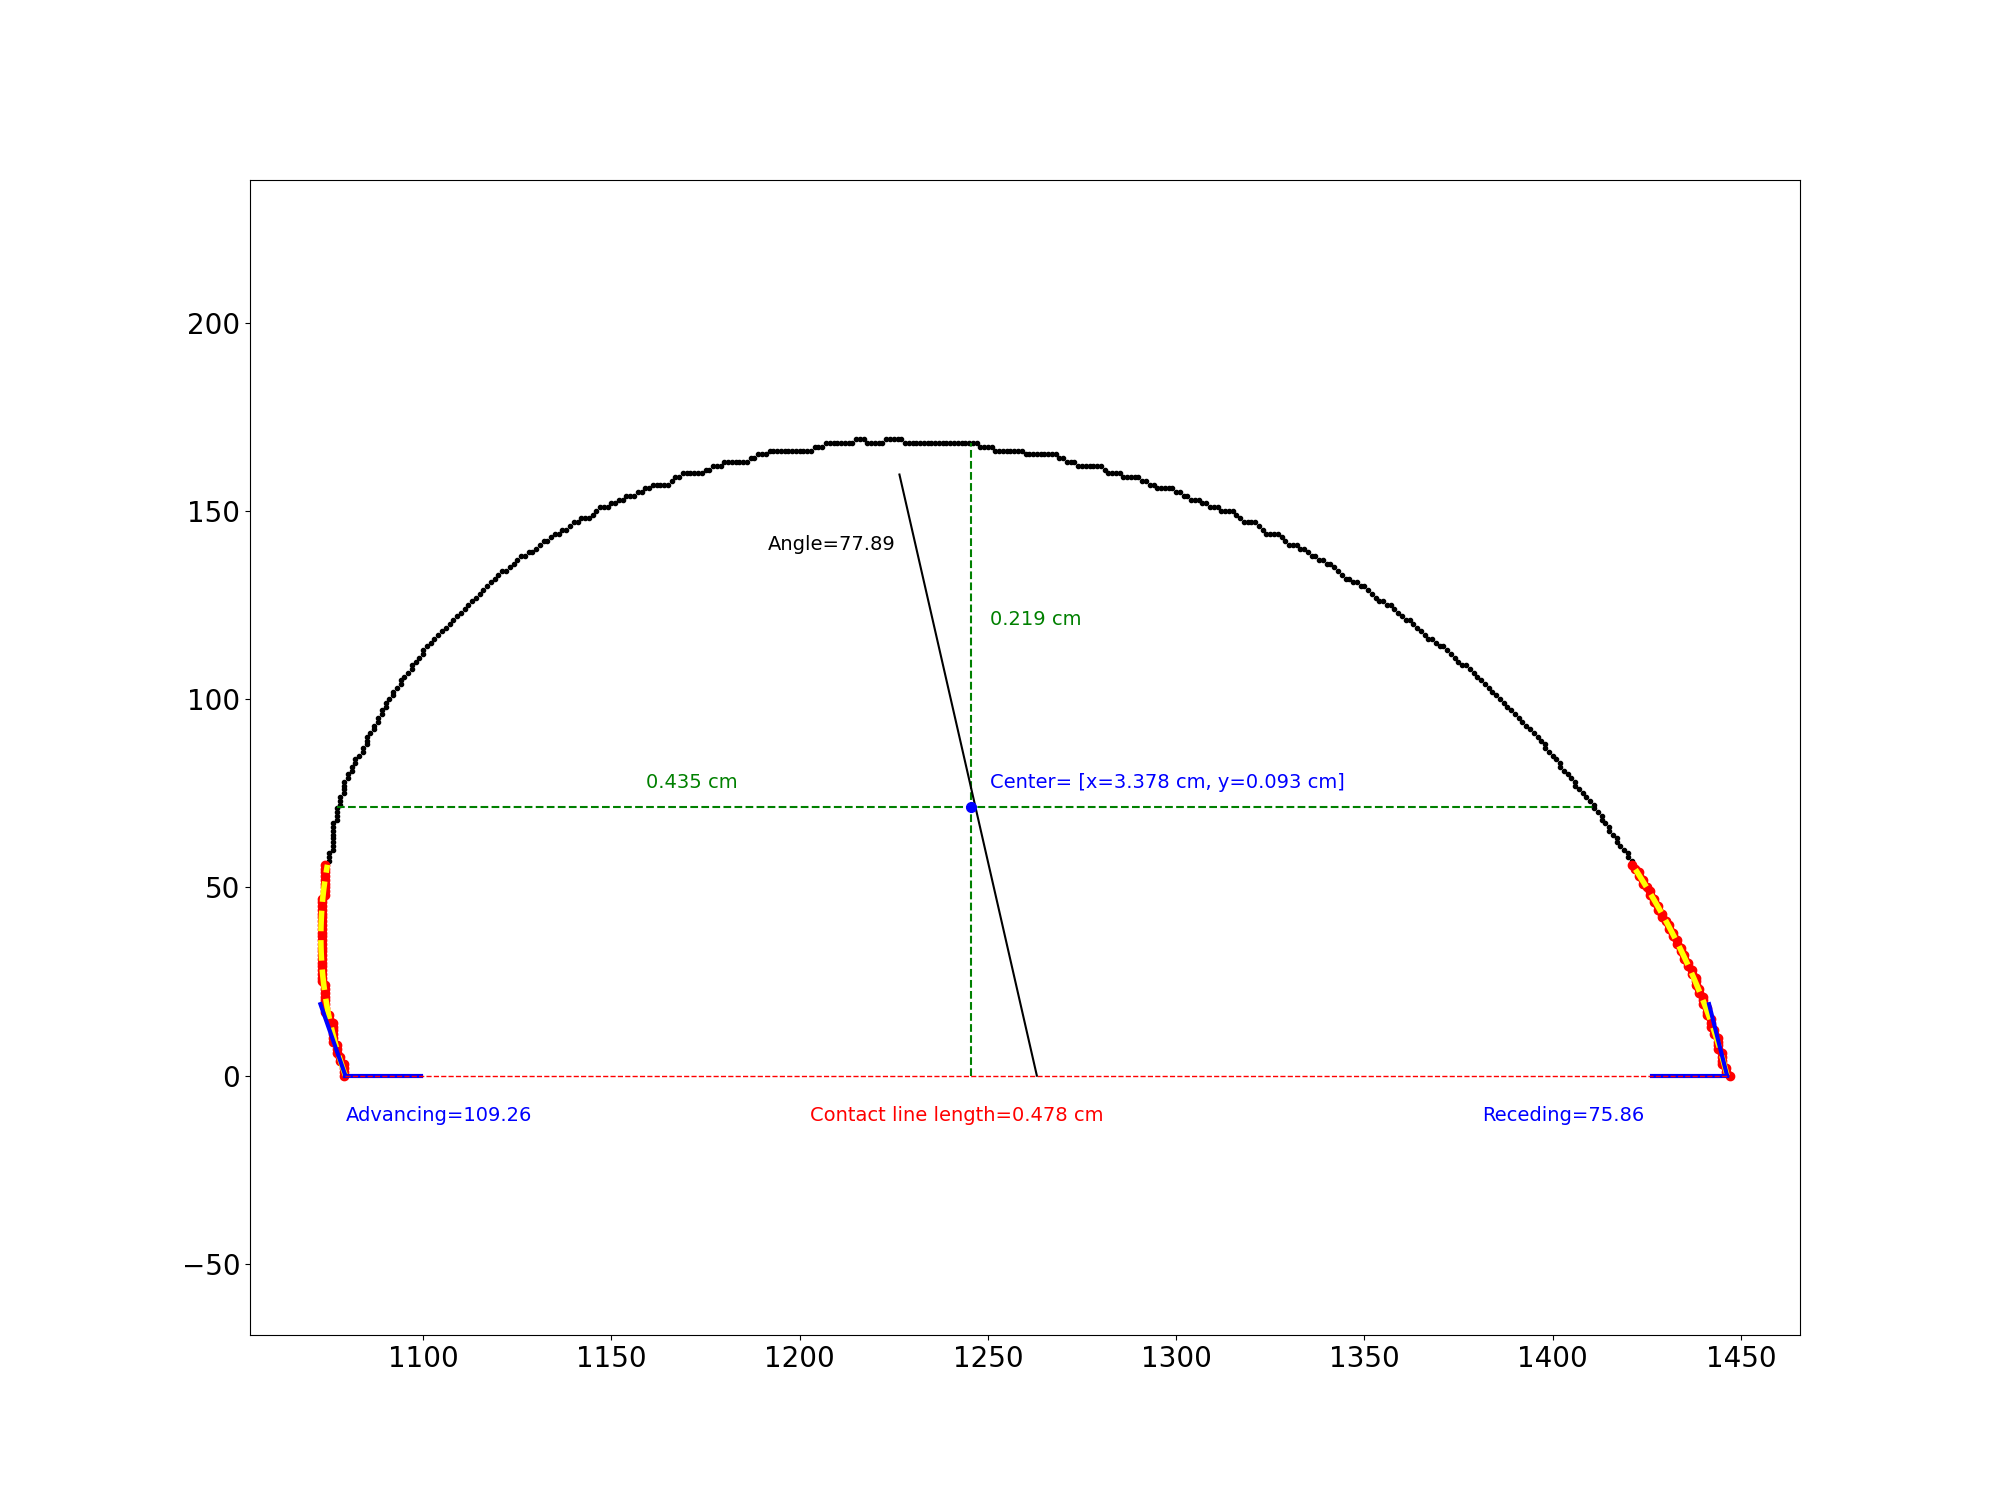 200
150
Angle=77.89
0.219 cm
100
0.435 cm
Center= [x=3.378 cm, y=0.093 cm]
50
0
Advancing=109.26
Contact line length=0.478 cm
Receding=75.86
−50
1100 1150 1200 1250 1300 1350 1400 1450